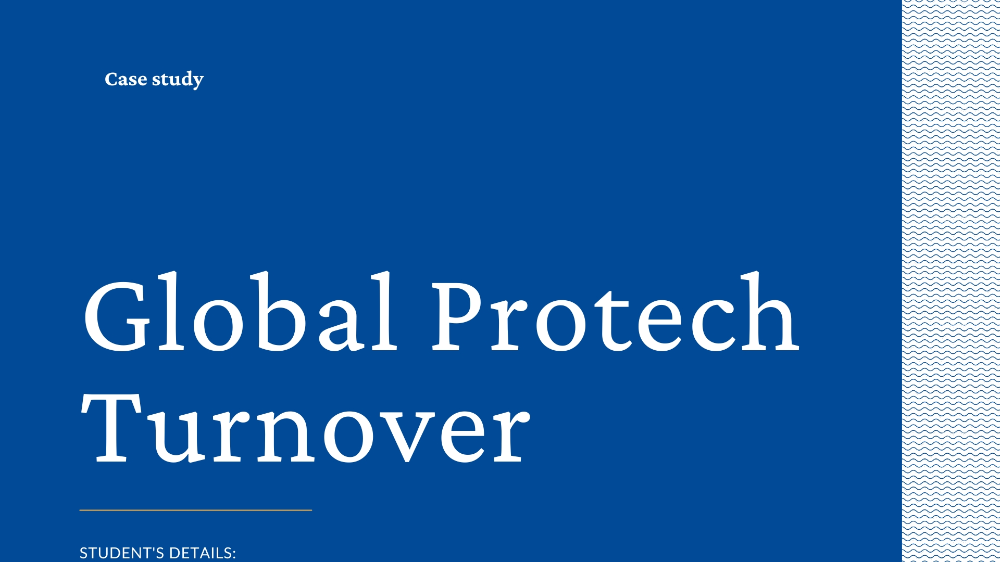 Case study
Global Protech
Turnover
STUDENT'S DETAILS: